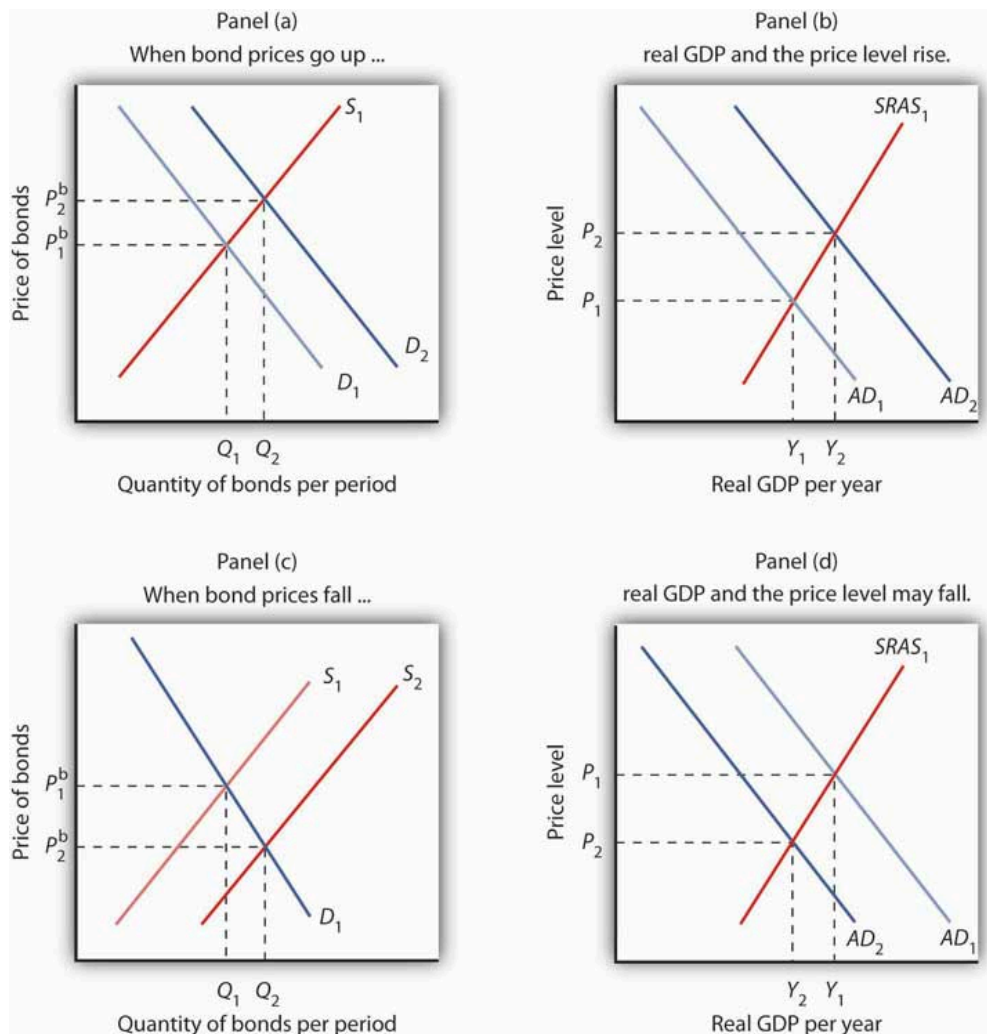 Panel (a)
When bond prices go up ...
Price of bonds
S₁
P₂ᵇ
P₁ᵇ
D₂
D₁
Q₁ Q₂
Quantity of bonds per period
Panel (b)
real GDP and the price level rise.
Price level
SRAS₁
P₂
P₁
AD₁ AD₂
Y₁ Y₂
Real GDP per year
Panel (c)
When bond prices fall ...
Price of bonds
S₁ S₂
P₁ᵇ
P₂ᵇ
D₁
Q₁ Q₂
Quantity of bonds per period
Panel (d)
real GDP and the price level may fall.
Price level
SRAS₁
P₁
P₂
AD₂ AD₁
Y₂ Y₁
Real GDP per year